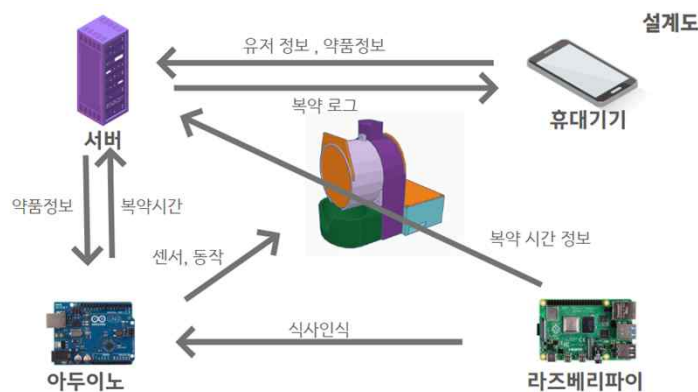 설계도
유저 정보 , 약품정보
복약 로그
서버
휴대기기
약품정보
복약시간
센서, 동작
복약 시간 정보
식사인식
아두이노
라즈베리파이